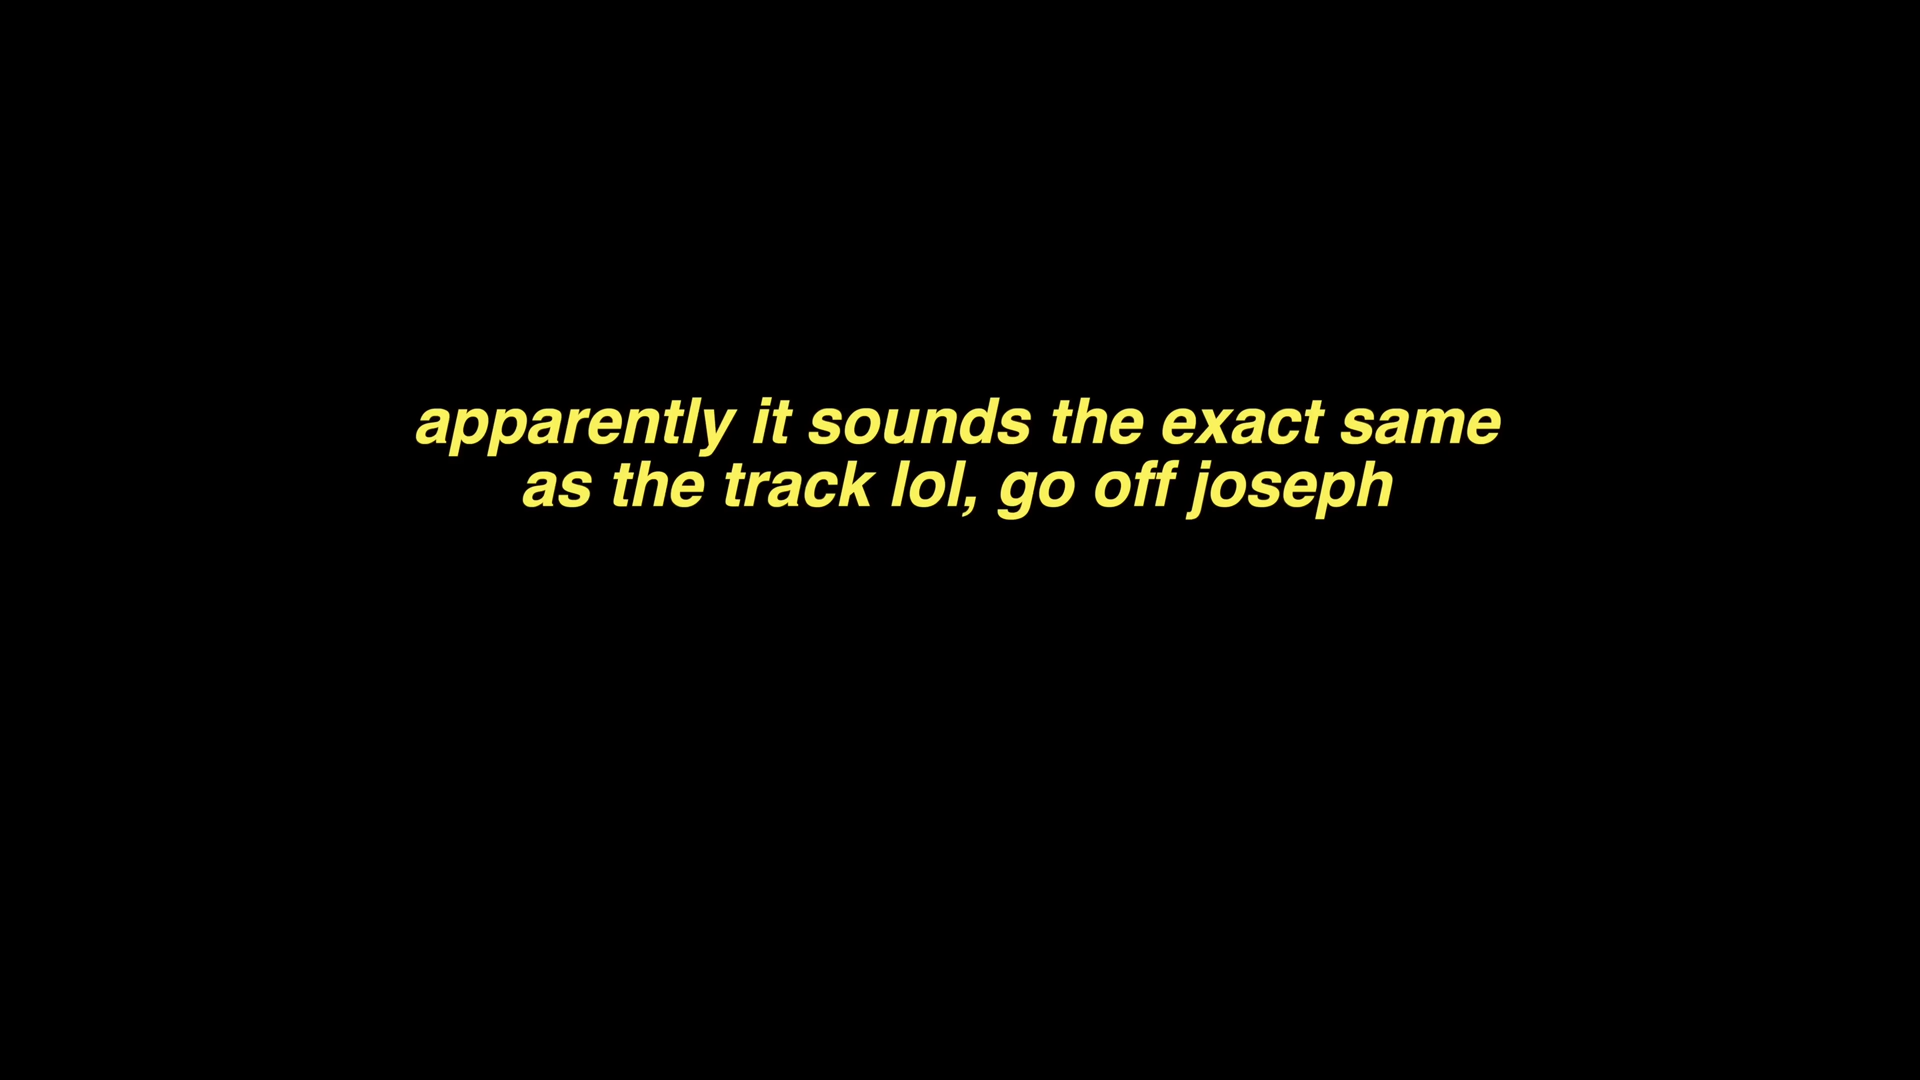 apparently it sounds the exact same
as the track lol, go off joseph